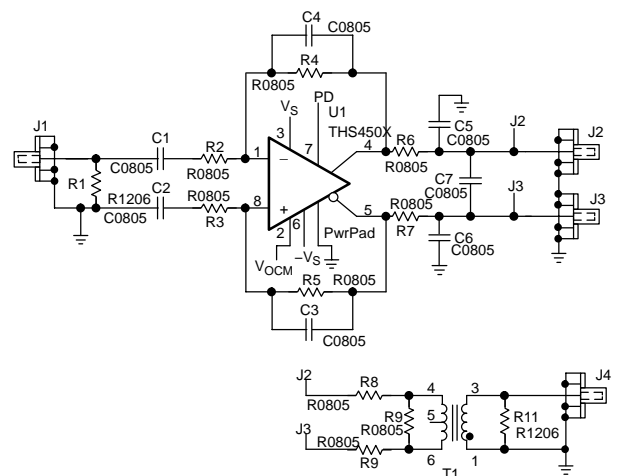 C4
C0805
R4
R0805
V_S
PD
U1
THS450X
3
7
J1
C1
R2
C0805
R0805
1
−
4
R6
R0805
C5
C0805
J2
J2
R1
R1206
C2
C0805
R0805
R3
8
+
5
R0805
R7
C7
C0805
J3
J3
2
6
PwrPad
V_OCM
−V_S
C6
C0805
R5
R0805
C3
C0805
J2
R8
R0805
4
3
J4
R9
R0805
5
R11
R1206
J3
R0805
R9
6
1
T1